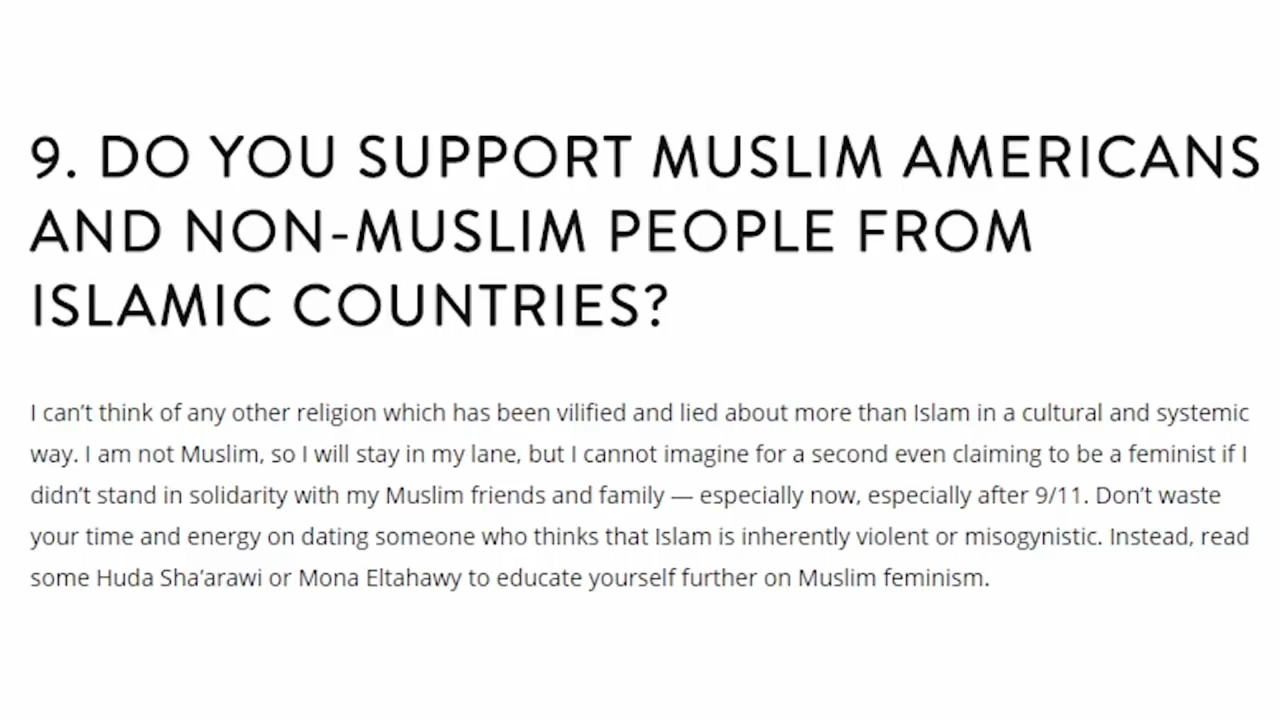 9. DO YOU SUPPORT MUSLIM AMERICANS
AND NON-MUSLIM PEOPLE FROM
ISLAMIC COUNTRIES?
I can’t think of any other religion which has been vilified and lied about more than Islam in a cultural and systemic
way. I am not Muslim, so I will stay in my lane, but I cannot imagine for a second even claiming to be a feminist if I
didn’t stand in solidarity with my Muslim friends and family — especially now, especially after 9/11. Don’t waste
your time and energy on dating someone who thinks that Islam is inherently violent or misogynistic. Instead, read
some Huda Sha’arawi or Mona Eltahawy to educate yourself further on Muslim feminism.